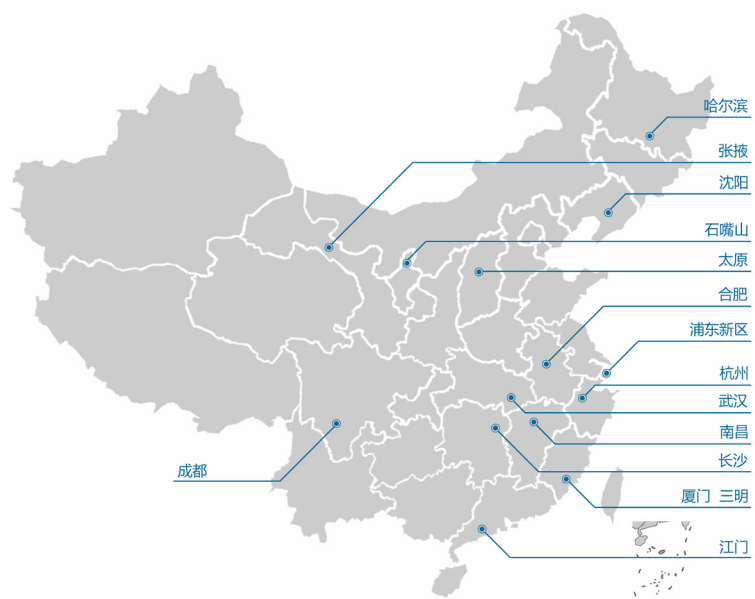 哈尔滨
张掖
沈阳
石嘴山
太原
合肥
浦东新区
杭州
武汉
南昌
长沙
成都
厦门 三明
江门